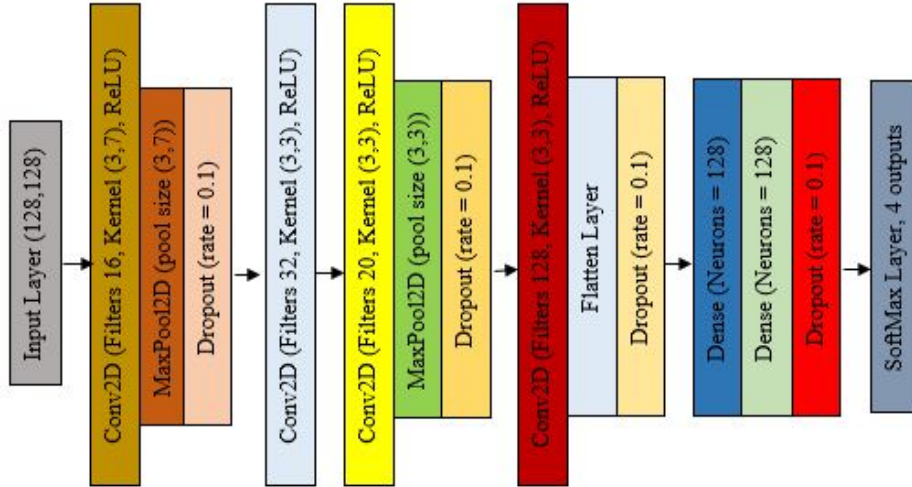 Input Layer (128,128)
Conv2D (Filters 16, Kernel (3,7), ReLU)
MaxPool2D (pool size (3,7))
Dropout (rate = 0.1)
Conv2D (Filters 32, Kernel (3,3), ReLU)
Conv2D (Filters 20, Kernel (3,3), ReLU)
MaxPool2D (pool size (3,3))
Dropout (rate = 0.1)
Conv2D (Filters 128, Kernel (3,3), ReLU)
Flatten Layer
Dropout (rate = 0.1)
Dense (Neurons = 128)
Dense (Neurons = 128)
Dropout (rate = 0.1)
SoftMax Layer, 4 outputs